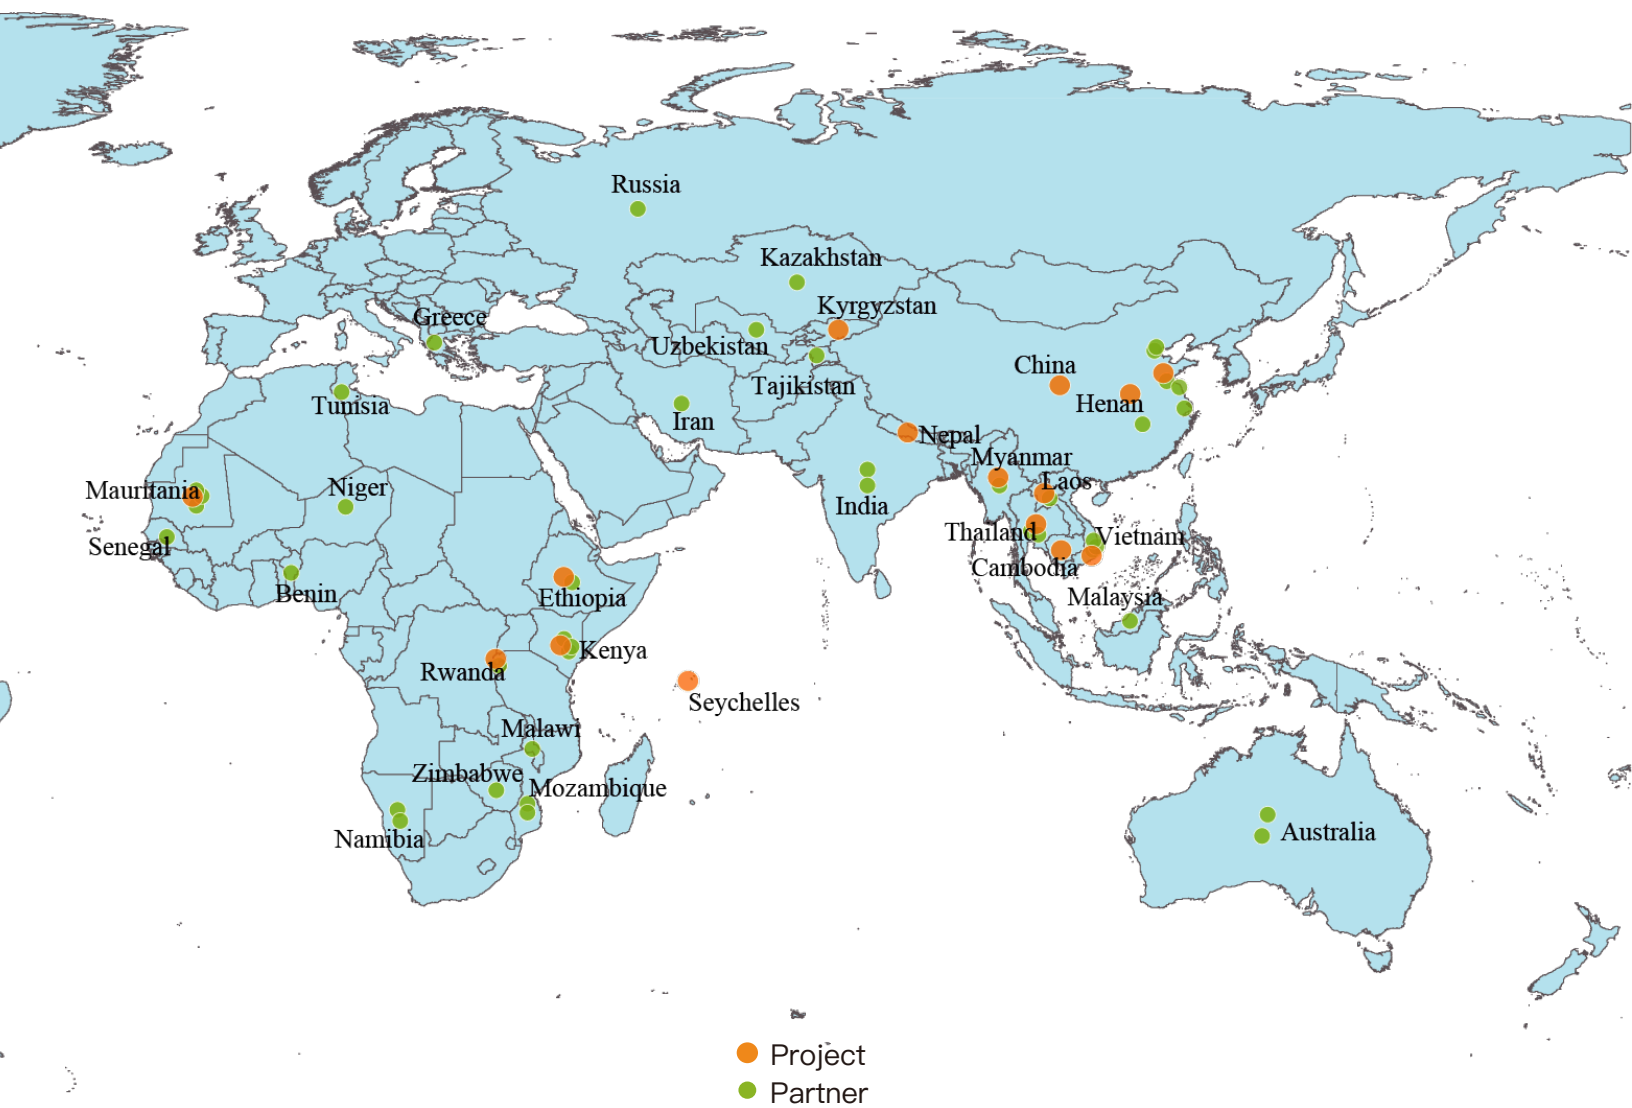 Russia
Kazakhstan
Kyrgyzstan
Greece
Uzbekistan
China
Tajikistan
Henan
Tunisia
Iran
Nepal
Myanmar
Laos
Mauritania
Niger
India
Thailand
Vietnam
Senegal
Cambodia
Benin
Ethiopia
Malaysia
Kenya
Rwanda
Seychelles
Malawi
Zimbabwe
Mozambique
Namibia
Australia
Project
Partner